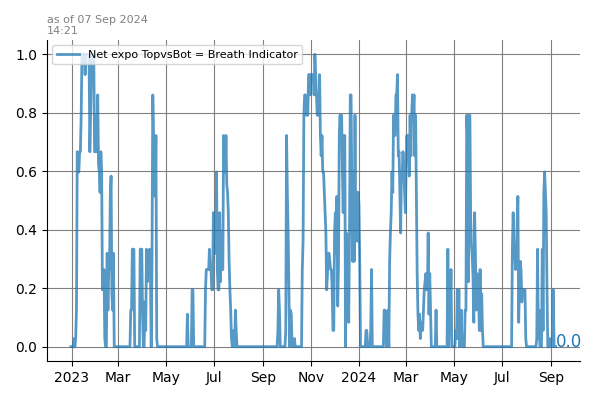 as of 07 Sep 2024
14:21
Net expo TopvsBot = Breath Indicator
1.0
0.8
0.6
0.4
0.2
0.0
0.0
2023 Mar May Jul Sep Nov 2024 Mar May Jul Sep